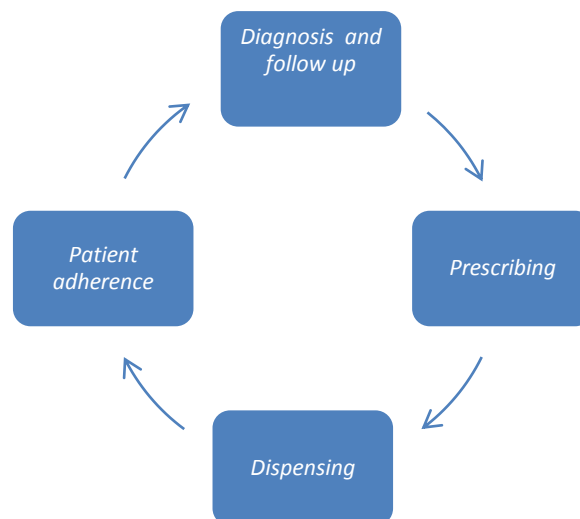 Diagnosis and
follow up
Prescribing
Dispensing
Patient
adherence